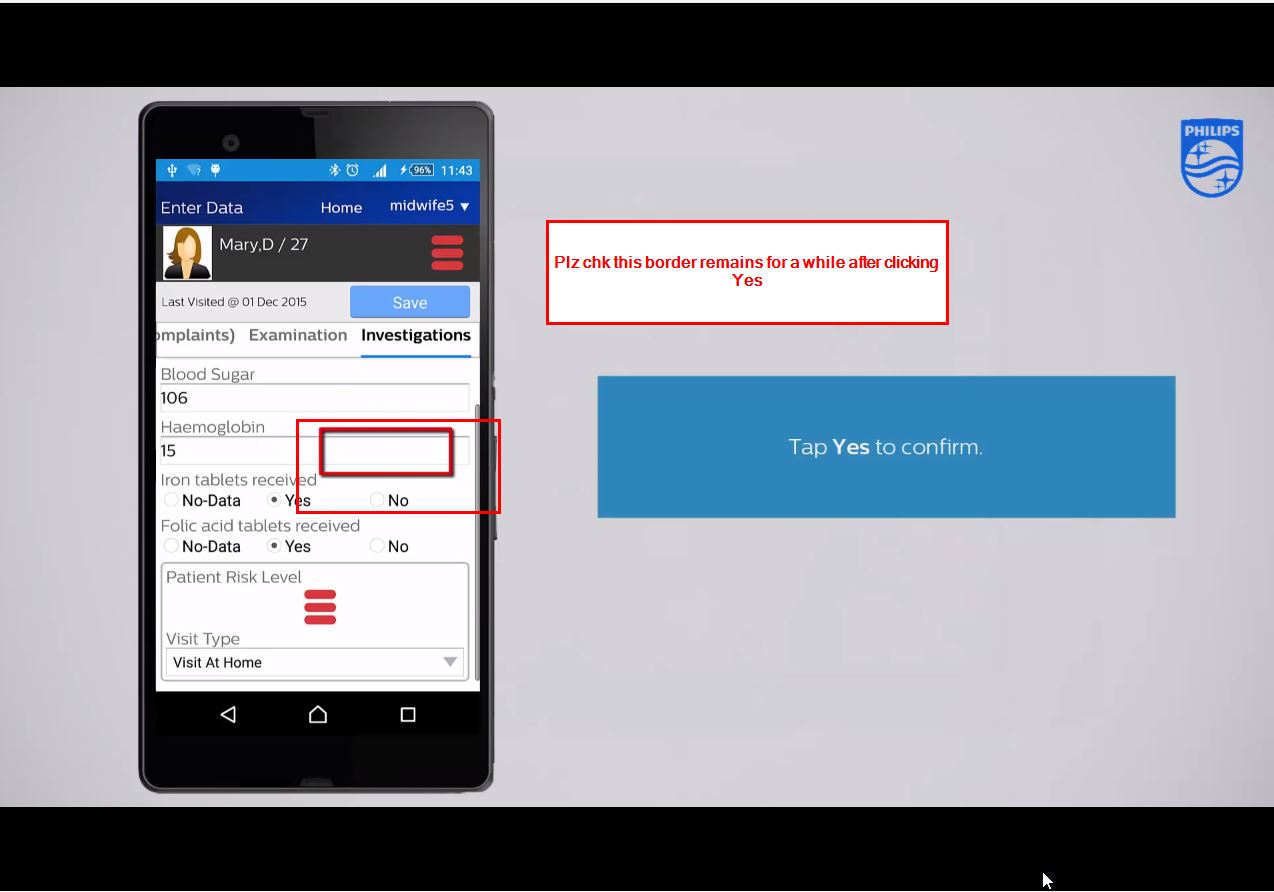 PHILIPS
96% 11:43
Enter Data Home midwife5
Mary,D / 27
Last Visited @ 01 Dec 2015 Save
omplaints) Examination Investigations
Blood Sugar
106
Haemoglobin
15
Iron tablets received
No-Data Yes No
Folic acid tablets received
No-Data Yes No
Patient Risk Level
Visit Type
Visit At Home
Plz chk this border remains for a while after clicking
Yes
Tap Yes to confirm.